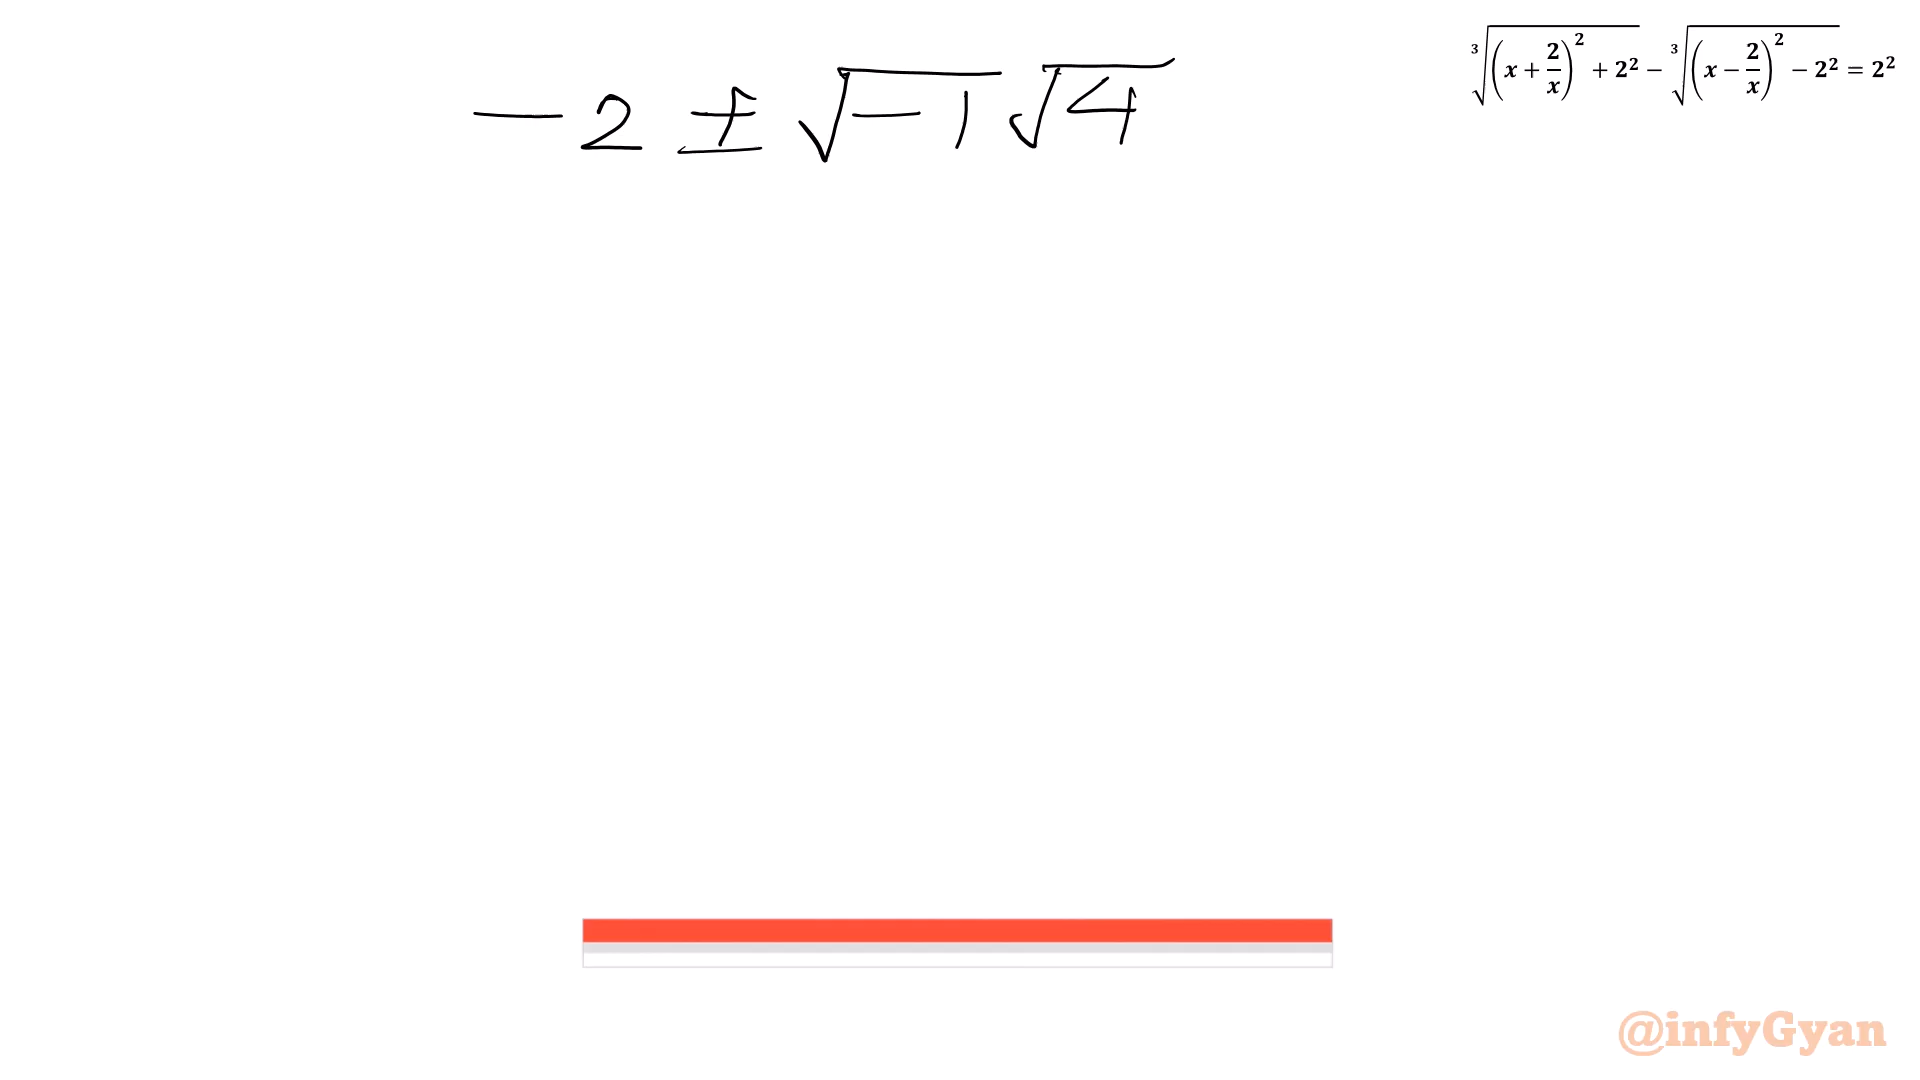 − 2 ± √−1 √4
∛((x + 2/x)² + 2²) − ∛((x − 2/x)² − 2²) = 2²
@infyGyan